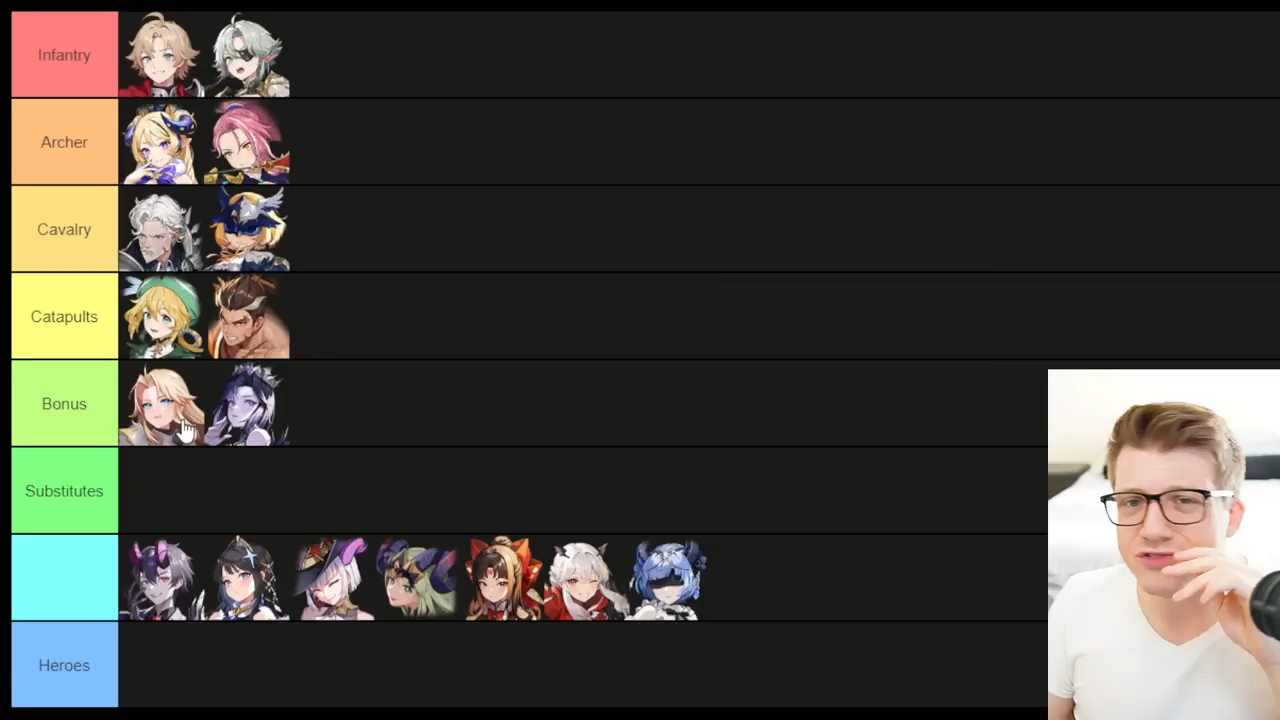 Infantry
Archer
Cavalry
Catapults
Bonus
Substitutes
Heroes